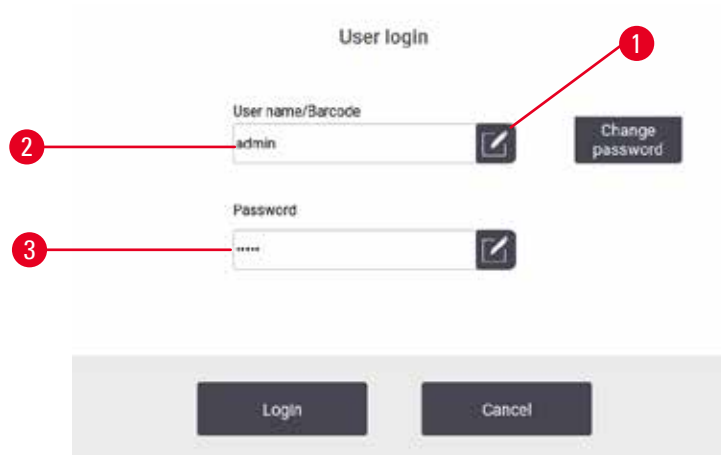 User login
1
User name/Barcode
2
admin
Change
password
Password
3
•••••
Login
Cancel